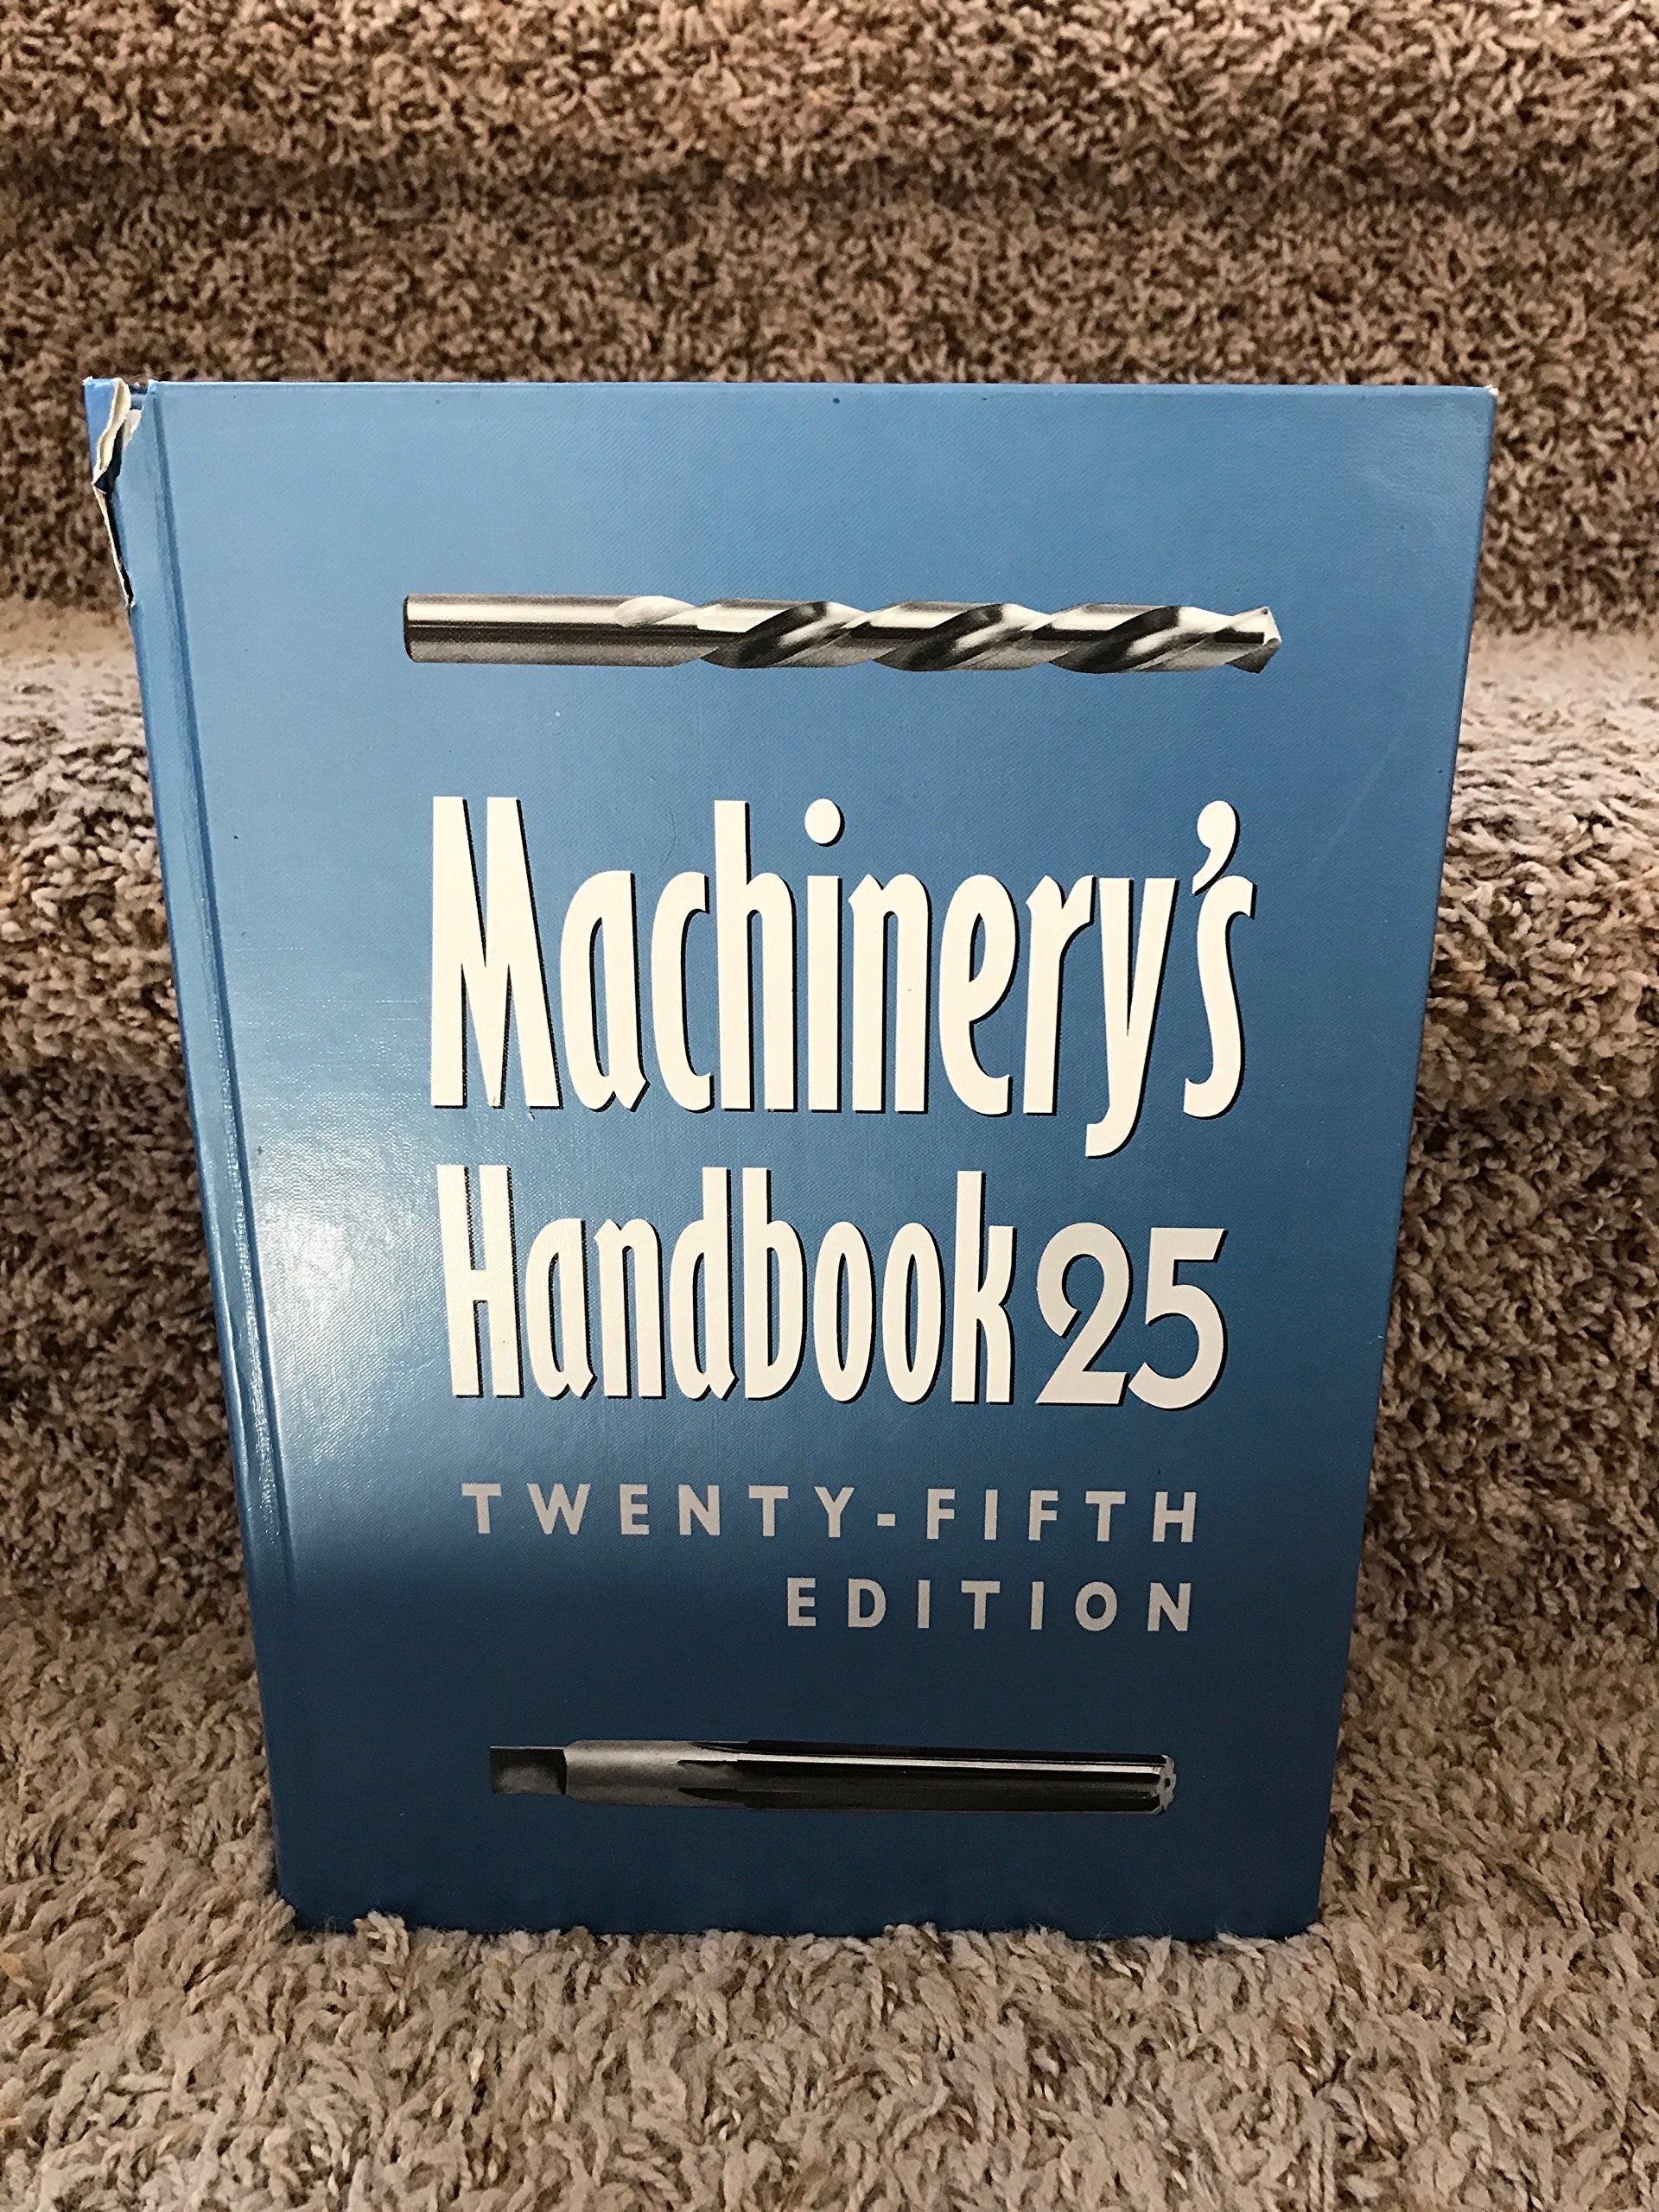 Machinery's
Handbook 25
TWENTY-FIFTH
EDITION